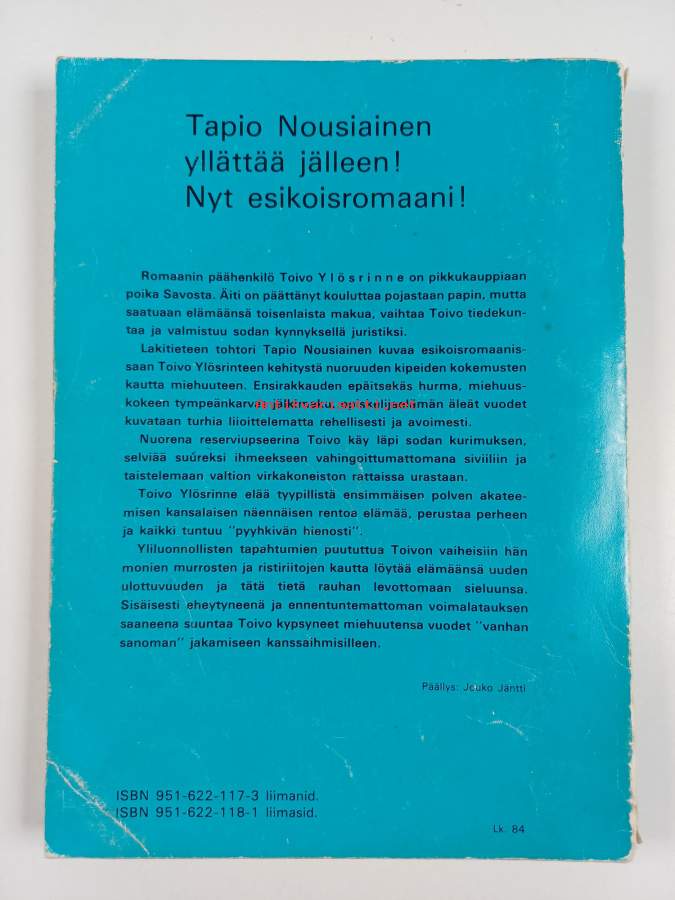 Tapio Nousiainen
yllättää jälleen!
Nyt esikoisromaani!
Romaanin päähenkilö Toivo Ylösrinne on pikkukauppiaan
poika Savosta. Äiti on päättänyt kouluttaa pojastaan papin, mutta
saatuaan elämäänsä toisenlaista makua, vaihtaa Toivo tiedekun-
taa ja valmistuu sodan kynnyksellä juristiksi.
Lakitieteen tohtori Tapio Nousiainen kuvaa esikoisromaanis-
saan Toivo Ylösrinteen kehitystä nuoruuden kipeiden kokemusten
kautta miehuuteen. Ensirakkauden epäitsekäs hurma, miehuus-
kokeen tympeänkarvas jälkimaku, opiskelijaelämän äleät vuodet
kuvataan turhia liioittelematta rehellisesti ja avoimesti.
Nuorena reserviupseerina Toivo käy läpi sodan kurimuksen,
selviää suureksi ihmeekseen vahingoittumattomana siviiliin ja
taistelemaan valtion virkakoneiston rattaissa urastaan.
Toivo Ylösrinne elää tyypillistä ensimmäisen polven akatee-
misen kansalaisen näennäisen rentoa elämää, perustaa perheen
ja kaikki tuntuu "pyyhkivän hienosti".
Yliluonnollisten tapahtumien puututtua Toivon vaiheisiin hän
monien murrosten ja ristiriitojen kautta löytää elämäänsä uuden
ulottuvuuden ja tätä tietä rauhan levottomaan sieluunsa.
Sisäisesti eheytyneenä ja ennentuntemattoman voimalatauksen
saaneena suuntaa Toivo kypsyneet miehuutensa vuodet "vanhan
sanoman" jakamiseen kanssaihmisilleen.
Päällys: Jouko Jäntti
ISBN 951-622-117-3 liimanid.
ISBN 951-622-118-1 liimasid.
Lk. 84